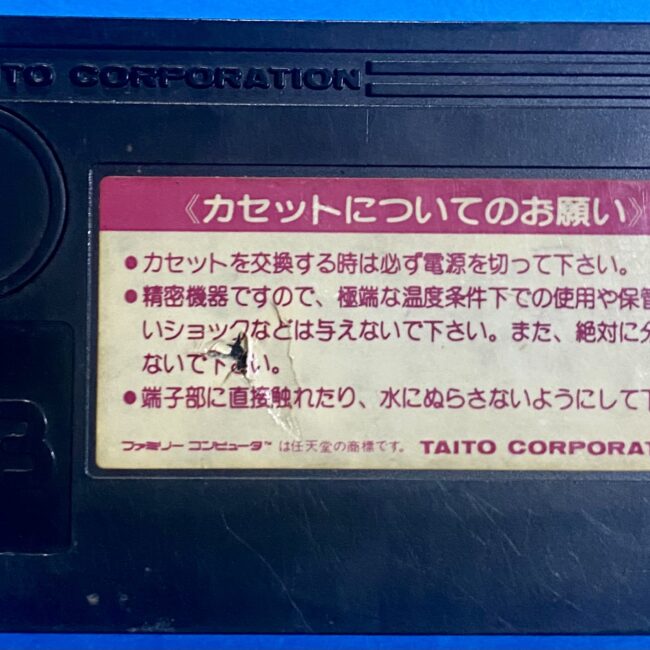 ITO CORPORATION
《カセットについてのお願い》
●カセットを交換する時は必ず電源を切って下さい。
●精密機器ですので、極端な温度条件下での使用や保管
いショックなどは与えないで下さい。また、絶対に分
ないで下さい。
●端子部に直接触れたり、水にぬらさないようにして下
ファミリー コンピュータ™ は任天堂の商標です。 TAITO CORPORAT